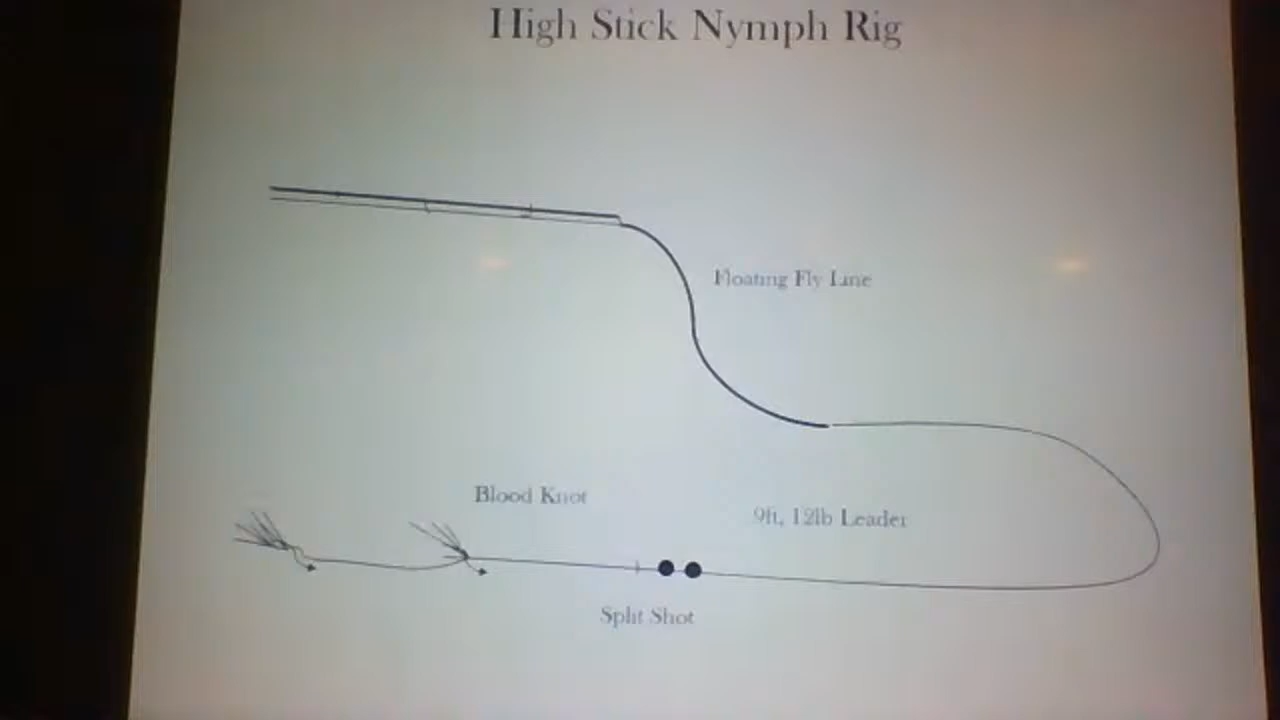 High Stick Nymph Rig
Floating Fly Line
Blood Knot
9ft, 12lb Leader
Split Shot